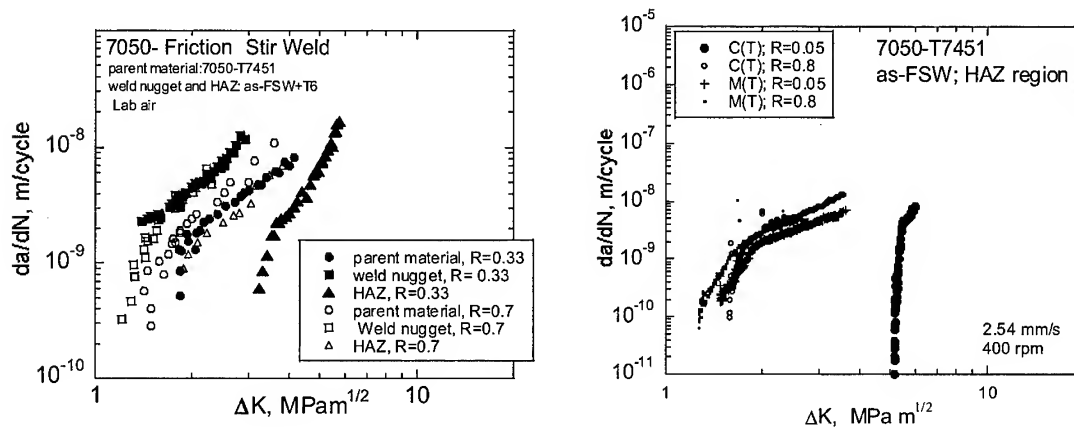 7050- Friction Stir Weld
parent material:7050-T7451
weld nugget and HAZ: as-FSW+T6
Lab air
da/dN, m/cycle
10-8
10-9
10-10
parent material, R=0.33
weld nugget, R= 0.33
HAZ, R=0.33
parent material, R=0.7
Weld nugget, R=0.7
HAZ, R=0.7
1
10
ΔK, MPam1/2
10-5
10-6
10-7
10-8
10-9
10-10
10-11
da/dN, m/cycle
C(T); R=0.05
C(T); R=0.8
M(T); R=0.05
M(T); R=0.8
7050-T7451
as-FSW; HAZ region
2.54 mm/s
400 rpm
1
10
ΔK, MPa m1/2